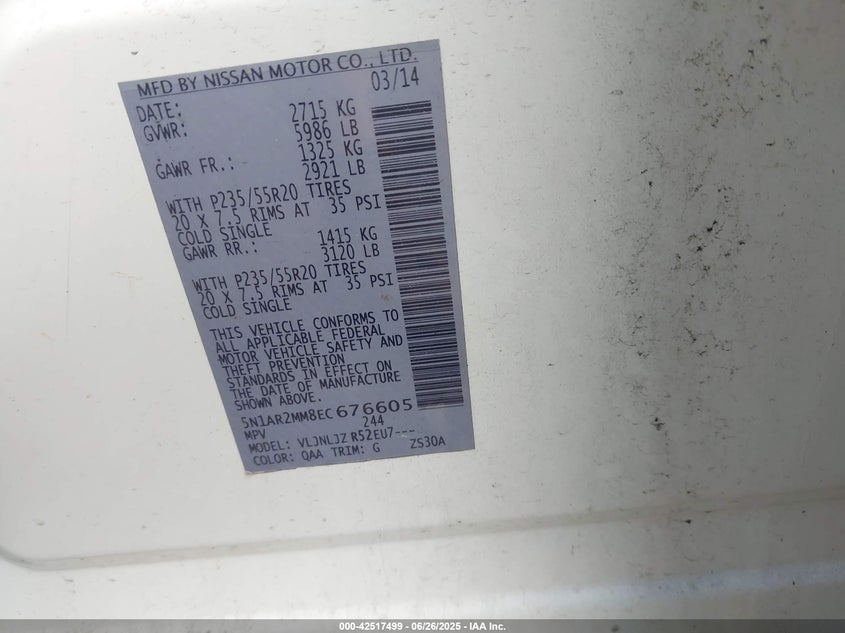 MFD BY NISSAN MOTOR CO., LTD.
DATE: 03/14
GVWR: 2715 KG
5986 LB
GAWR FR.: 1325 KG
2921 LB
WITH P235/55R20 TIRES
20 X 7.5 RIMS AT 35 PSI
COLD SINGLE
GAWR RR.: 1415 KG
3120 LB
WITH P235/55R20 TIRES
20 X 7.5 RIMS AT 35 PSI
COLD SINGLE
THIS VEHICLE CONFORMS TO
ALL APPLICABLE FEDERAL
MOTOR VEHICLE SAFETY AND
THEFT PREVENTION
STANDARDS IN EFFECT ON
THE DATE OF MANUFACTURE
SHOWN ABOVE.
5N1AR2MM8EC676605
MPV 244
MODEL: VLJNLJZ R52EU7---
COLOR: QAA TRIM: G ZS30A
000-42517499 - 06/26/2025 - IAA Inc.